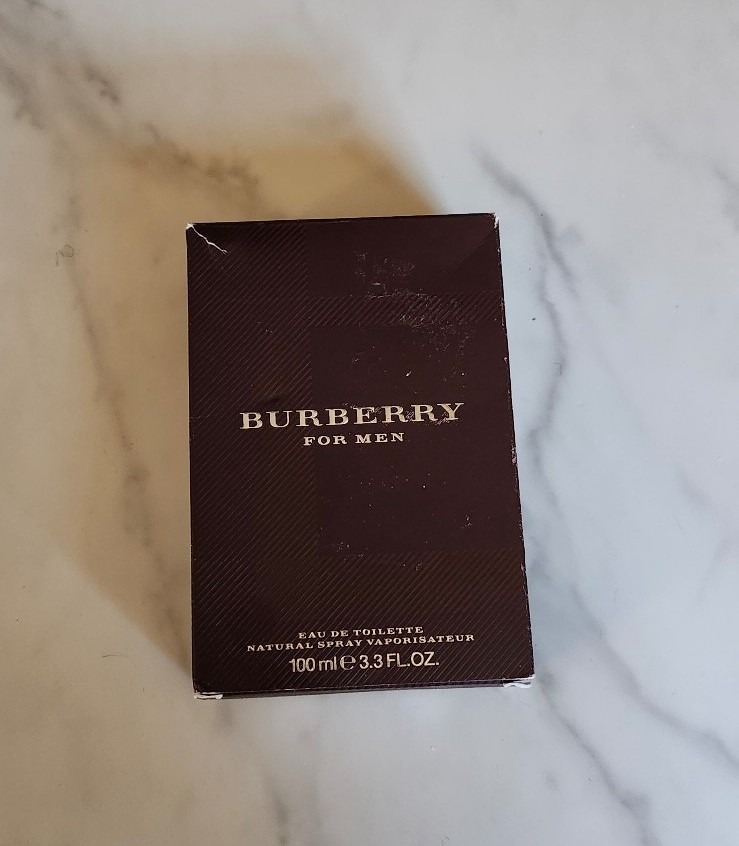 BURBERRY
FOR MEN
EAU DE TOILETTE
NATURAL SPRAY VAPORISATEUR
100 ml ℮ 3.3 FL.OZ.